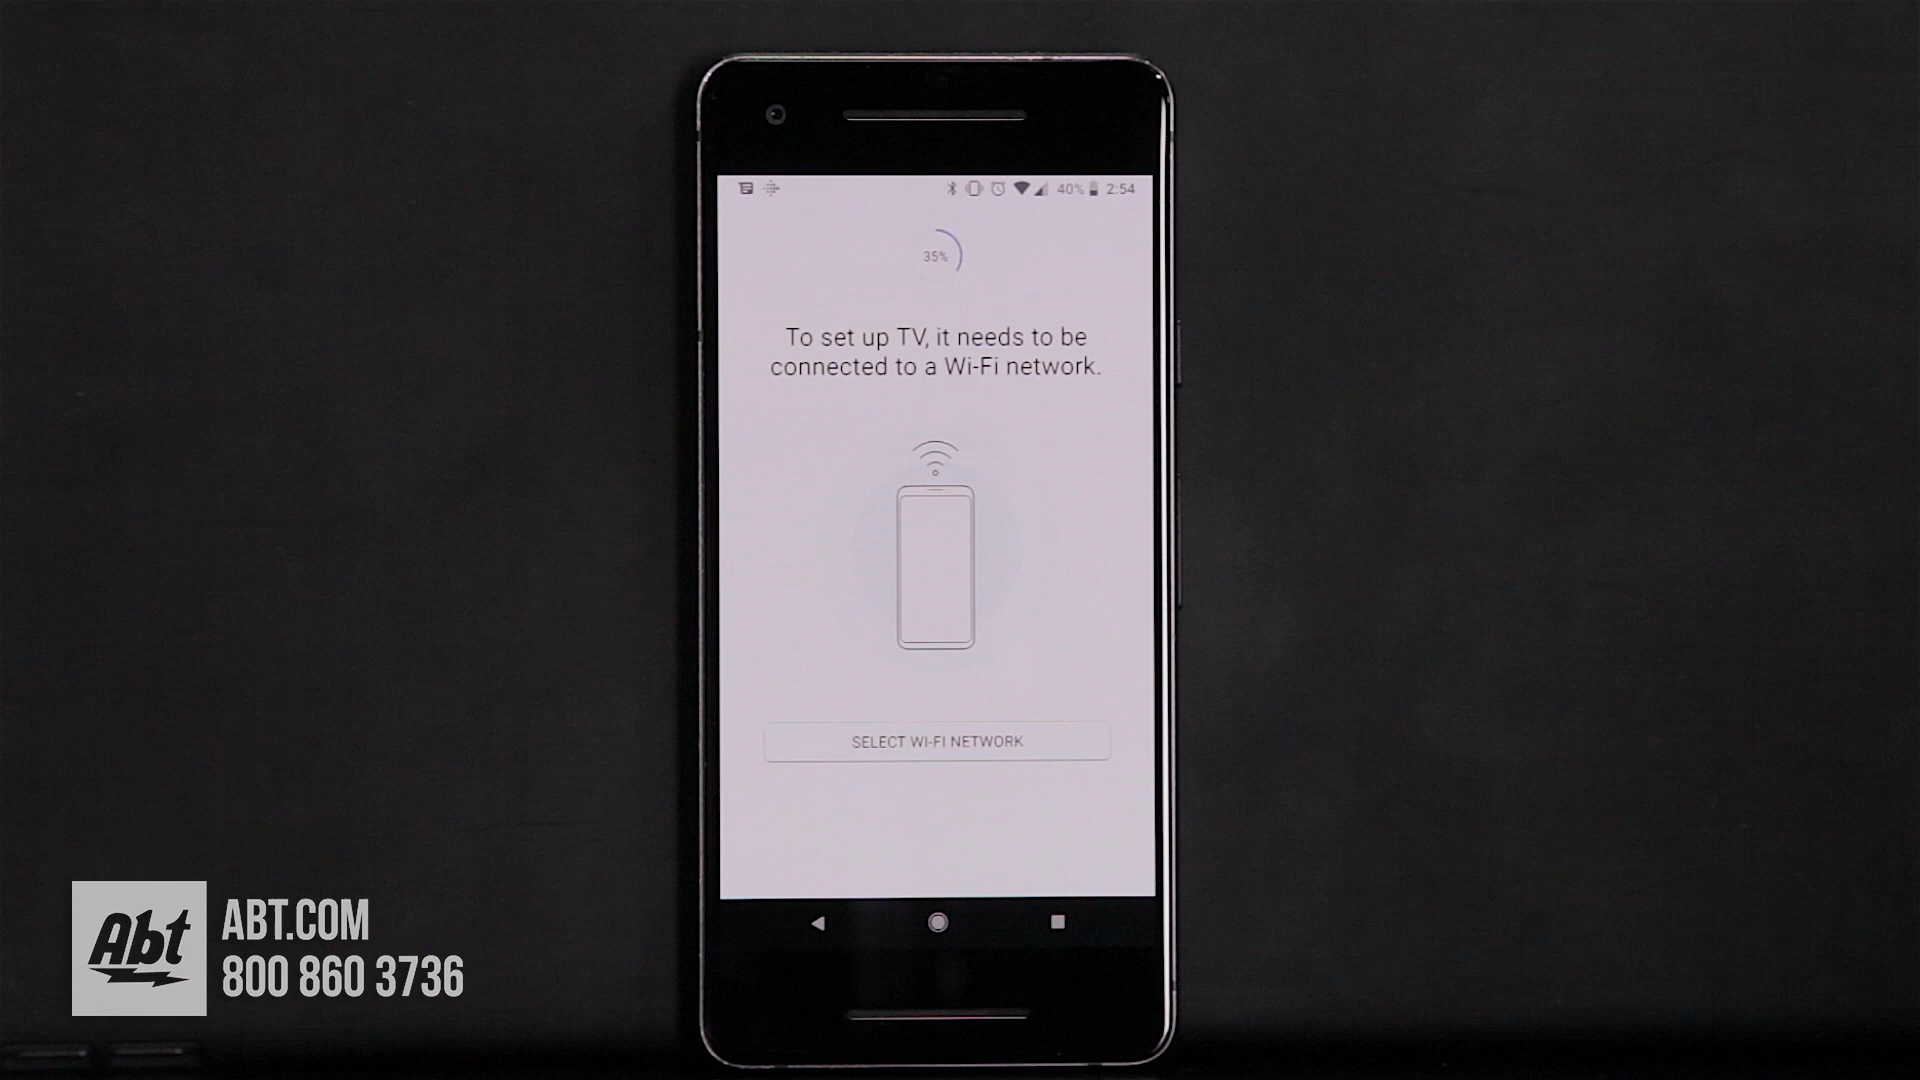 40% 2:54
35%
To set up TV, it needs to be
connected to a Wi-Fi network.
SELECT WI-FI NETWORK
Abt
ABT.COM
800 860 3736